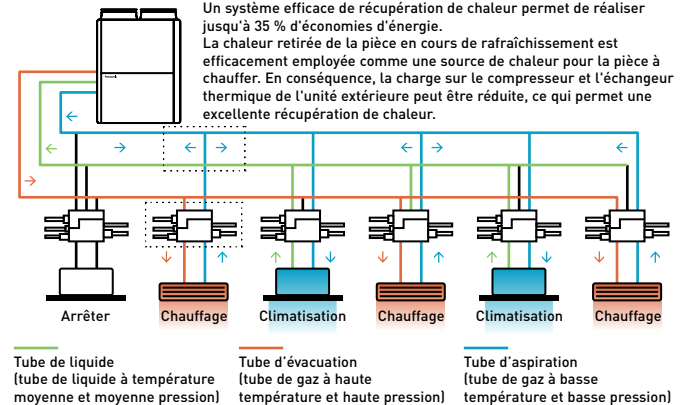 Un système efficace de récupération de chaleur permet de réaliser
jusqu'à 35 % d'économies d'énergie.
La chaleur retirée de la pièce en cours de rafraîchissement est
efficacement employée comme une source de chaleur pour la pièce à
chauffer. En conséquence, la charge sur le compresseur et l'échangeur
thermique de l'unité extérieure peut être réduite, ce qui permet une
excellente récupération de chaleur.
Arrêter
Chauffage
Climatisation
Chauffage
Climatisation
Chauffage
Tube de liquide
(tube de liquide à température
moyenne et moyenne pression)
Tube d'évacuation
(tube de gaz à haute
température et haute pression)
Tube d'aspiration
(tube de gaz à basse
température et basse pression)